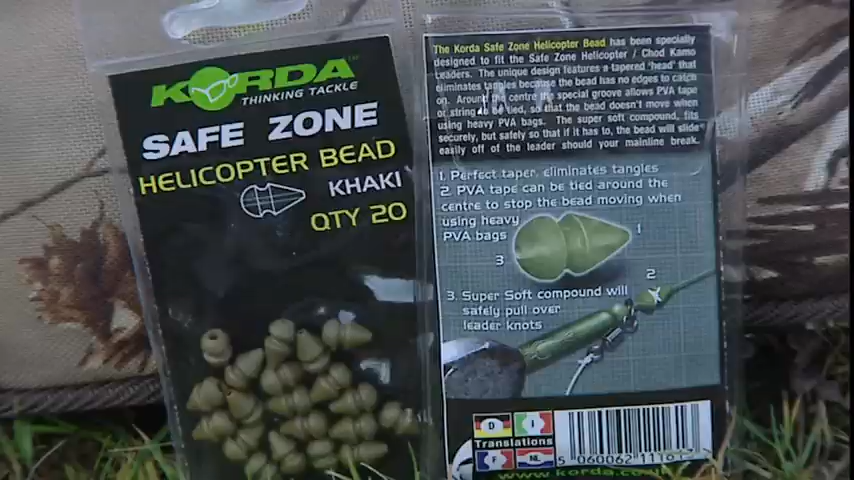 KORDA™
THINKING TACKLE
SAFE ZONE
HELICOPTER BEAD
KHAKI
QTY 20
The Korda Safe Zone Helicopter Bead has been specially
designed to fit the Safe Zone Helicopter / Chod Kamo
Leaders. The unique design features a tapered 'head' that
eliminates tangles because the bead has no edges to catch
on. Around the centre the special groove allows PVA tape
or string to be tied, so that the bead doesn't move when
using heavy PVA bags. The super soft compound, fits
securely, but safely so that if it has to, the bead will slide
easily off of the leader should your mainline break.
1. Perfect taper, eliminates tangles
2. PVA tape can be tied around the
centre to stop the bead moving when
using heavy
PVA bags
1
3
2
3. Super Soft compound will
safely pull over
leader knots
D I
Translations
F NL
5 060062 111
www.korda.co.uk